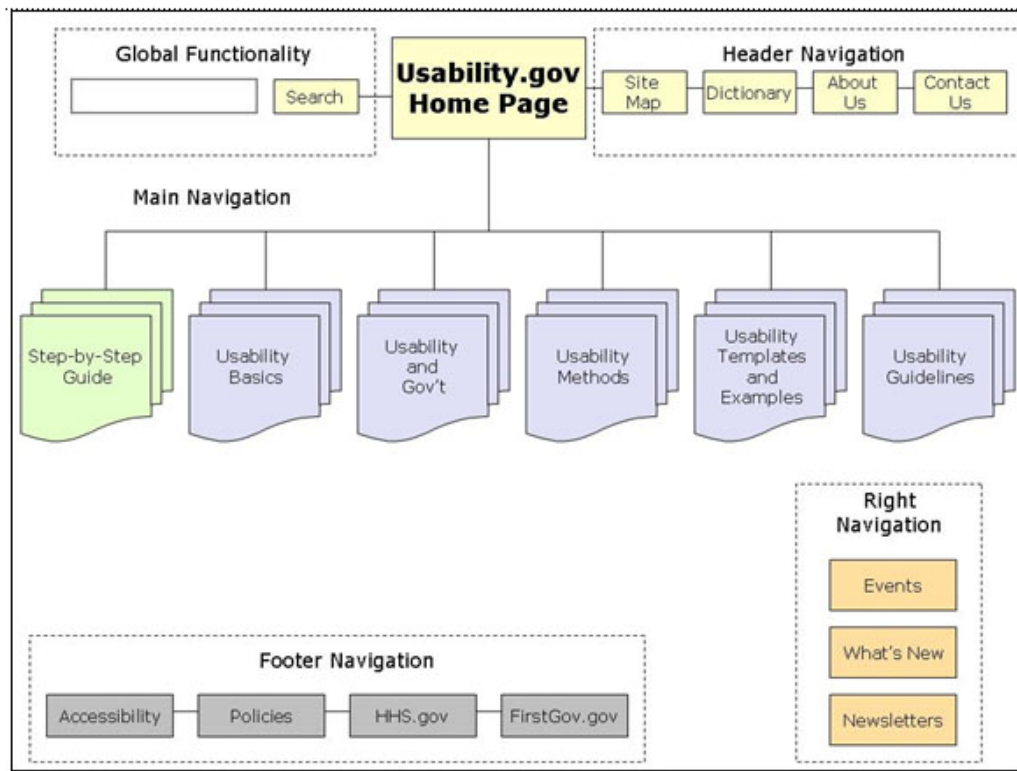 Global Functionality
Search
Usability.gov
Home Page
Header Navigation
Site
Map
Dictionary
About
Us
Contact
Us
Main Navigation
Step-by-Step
Guide
Usability
Basics
Usability
and
Gov't
Usability
Methods
Usability
Templates
and
Examples
Usability
Guidelines
Right
Navigation
Events
What's New
Newsletters
Footer Navigation
Accessibility
Policies
HHS.gov
FirstGov.gov